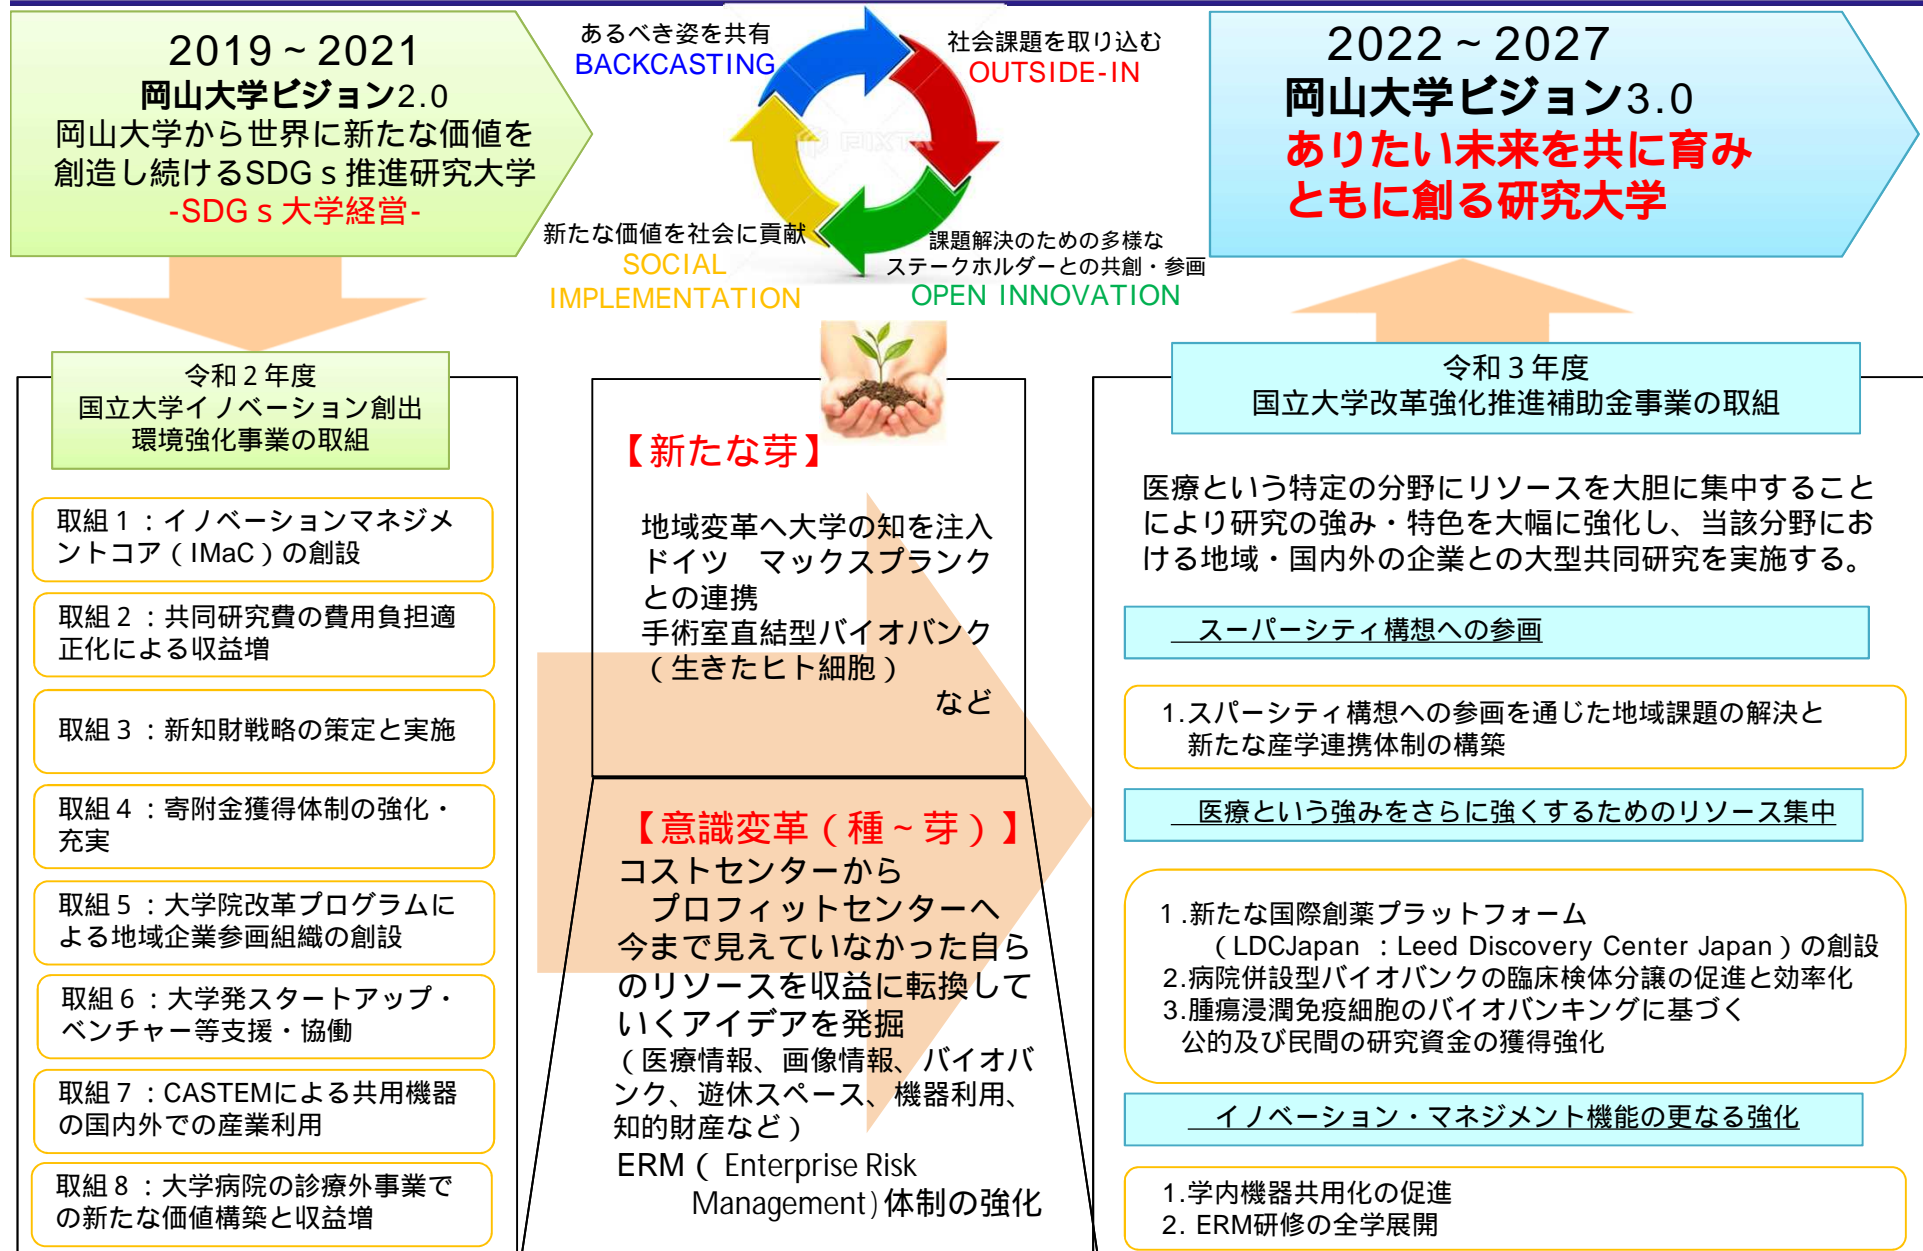 2019～2021
岡山大学ビジョン2.0
岡山大学から世界に新たな価値を
創造し続けるSDGｓ推進研究大学
-SDGｓ大学経営-
あるべき姿を共有
BACKCASTING
社会課題を取り込む
OUTSIDE-IN
新たな価値を社会に貢献
SOCIAL
IMPLEMENTATION
課題解決のための多様な
ステークホルダーとの共創・参画
OPEN INNOVATION
PIXTA
2022～2027
岡山大学ビジョン3.0
ありたい未来を共に育み
ともに創る研究大学
令和２年度
国立大学イノベーション創出
環境強化事業の取組
取組１：イノベーションマネジメ
ントコア（IMaC）の創設
取組２：共同研究費の費用負担適
正化による収益増
取組３：新知財戦略の策定と実施
取組４：寄附金獲得体制の強化・
充実
取組５：大学院改革プログラムに
よる地域企業参画組織の創設
取組６：大学発スタートアップ・
ベンチャー等支援・協働
取組７：CASTEMによる共用機器
の国内外での産業利用
取組８：大学病院の診療外事業で
の新たな価値構築と収益増
【新たな芽】
地域変革へ大学の知を注入
ドイツ　マックスプランク
との連携
手術室直結型バイオバンク
（生きたヒト細胞）
など
【意識変革（種～芽）】
コストセンターから
プロフィットセンターへ
今まで見えていなかった自ら
のリソースを収益に転換して
いくアイデアを発掘
（医療情報、画像情報、バイオバ
ンク、遊休スペース、機器利用、
知的財産など）
ERM（ Enterprise Risk
Management)体制の強化
令和３年度
国立大学改革強化推進補助金事業の取組
医療という特定の分野にリソースを大胆に集中すること
により研究の強み・特色を大幅に強化し、当該分野にお
ける地域・国内外の企業との大型共同研究を実施する。
スーパーシティ構想への参画
1.スパーシティ構想への参画を通じた地域課題の解決と
新たな産学連携体制の構築
医療という強みをさらに強くするためのリソース集中
1.新たな国際創薬プラットフォーム
（LDCJapan ：Leed Discovery Center Japan）の創設
2.病院併設型バイオバンクの臨床検体分譲の促進と効率化
3.腫瘍浸潤免疫細胞のバイオバンキングに基づく
公的及び民間の研究資金の獲得強化
イノベーション・マネジメント機能の更なる強化
1.学内機器共用化の促進
2. ERM研修の全学展開